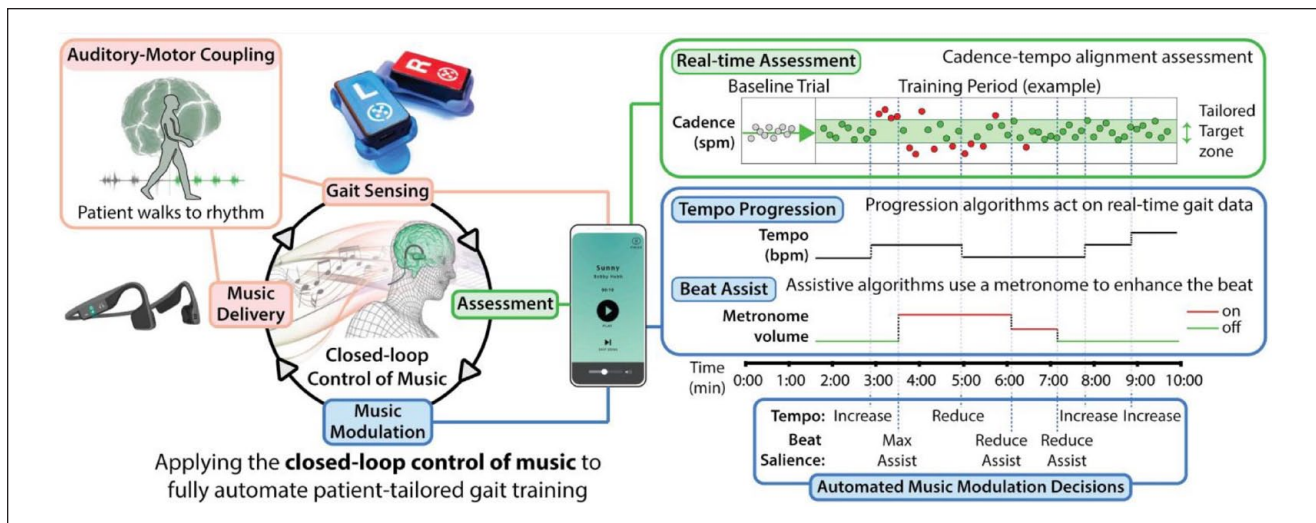 Auditory-Motor Coupling
Patient walks to rhythm
L
R
Gait Sensing
Music
Delivery
Assessment
Closed-loop
Control of Music
Music
Modulation
Applying the closed-loop control of music to
fully automate patient-tailored gait training
Sunny
PLAY
Real-time Assessment
Cadence-tempo alignment assessment
Baseline Trial
Training Period (example)
Cadence
(spm)
Tailored
Target
zone
Tempo Progression
Progression algorithms act on real-time gait data
Tempo
(bpm)
Beat Assist
Assistive algorithms use a metronome to enhance the beat
Metronome
volume
on
off
Time
(min)
0:00 1:00 2:00 3:00 4:00 5:00 6:00 7:00 8:00 9:00 10:00
Tempo: Increase Reduce Increase Increase
Beat Max Reduce Reduce
Salience: Assist Assist Assist
Automated Music Modulation Decisions